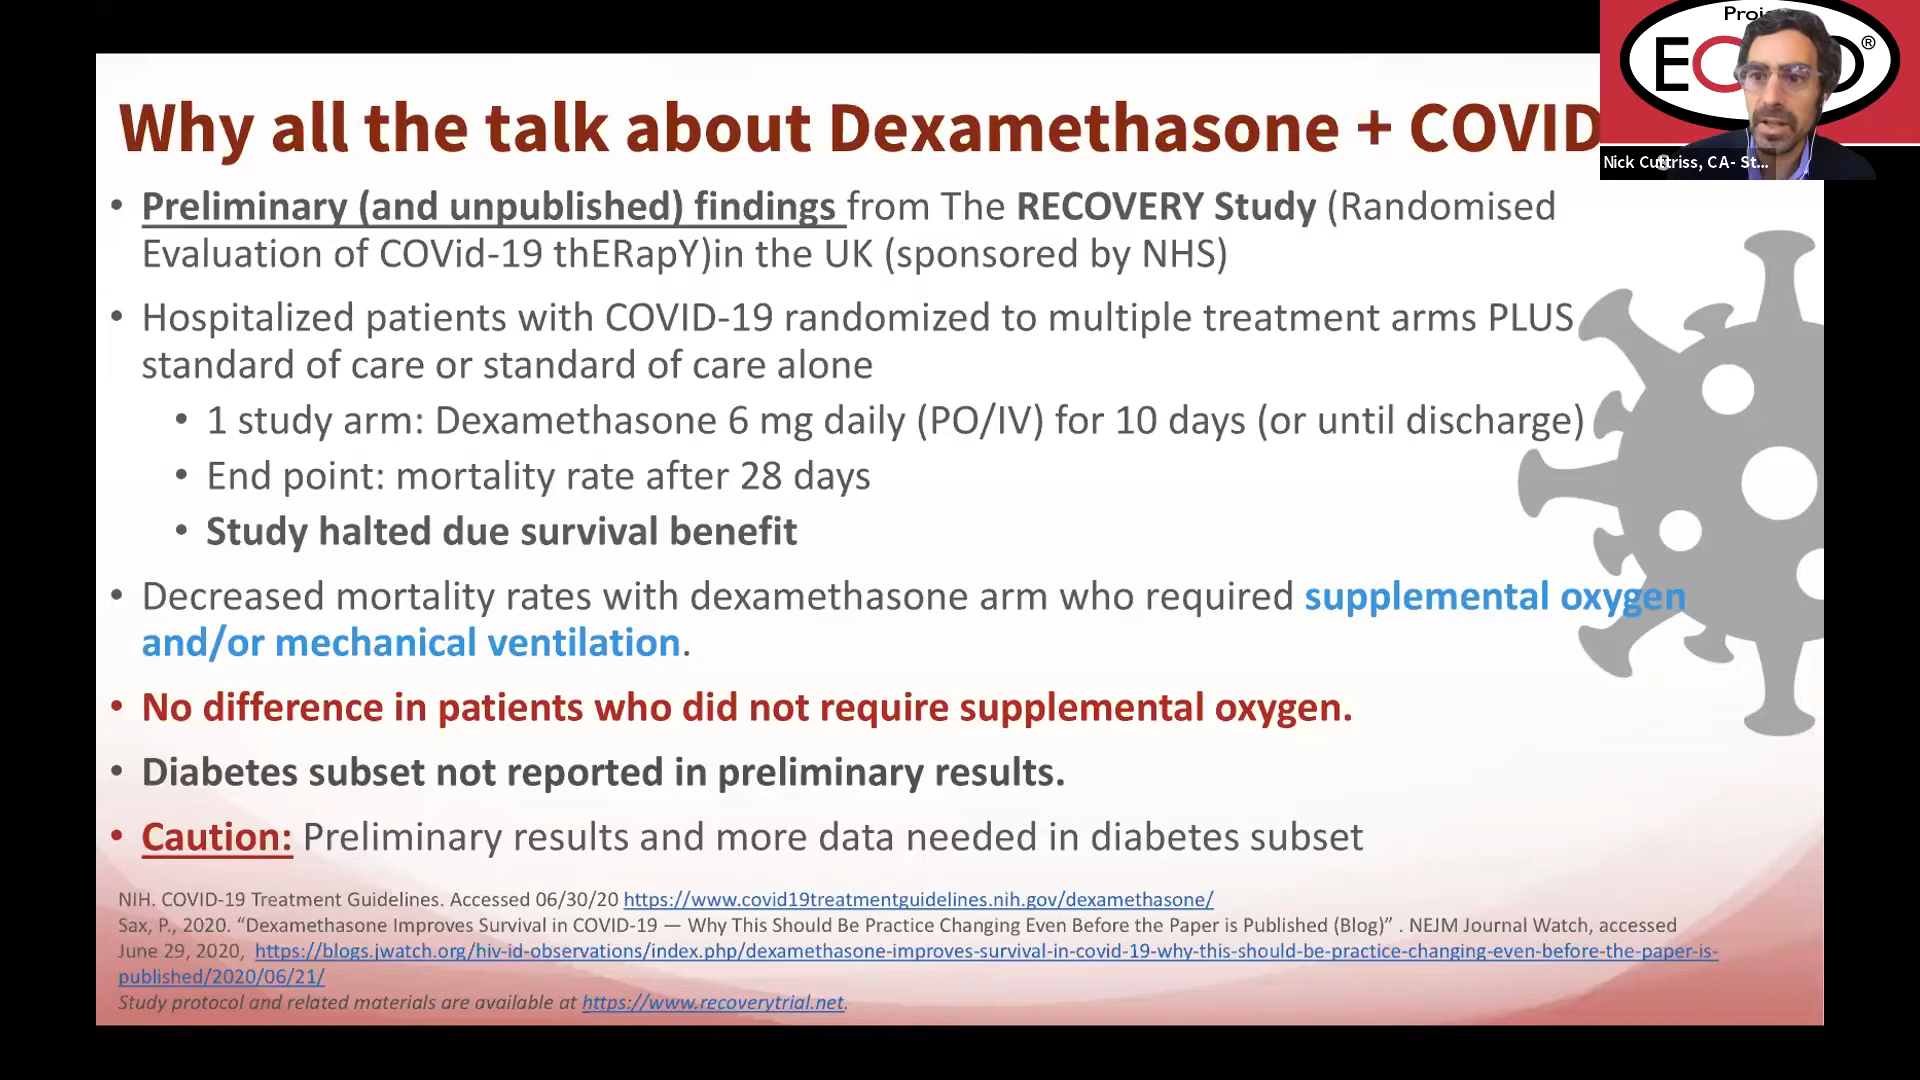 Why all the talk about Dexamethasone + COVID
Proj
E
®
Nick Cuttriss, CA- St...
• Preliminary (and unpublished) findings from The RECOVERY Study (Randomised
Evaluation of COVid-19 thERapY)in the UK (sponsored by NHS)
• Hospitalized patients with COVID-19 randomized to multiple treatment arms PLUS
standard of care or standard of care alone
• 1 study arm: Dexamethasone 6 mg daily (PO/IV) for 10 days (or until discharge)
• End point: mortality rate after 28 days
• Study halted due survival benefit
• Decreased mortality rates with dexamethasone arm who required supplemental oxygen
and/or mechanical ventilation.
• No difference in patients who did not require supplemental oxygen.
• Diabetes subset not reported in preliminary results.
• Caution: Preliminary results and more data needed in diabetes subset
NIH. COVID-19 Treatment Guidelines. Accessed 06/30/20 https://www.covid19treatmentguidelines.nih.gov/dexamethasone/
Sax, P., 2020. “Dexamethasone Improves Survival in COVID-19 — Why This Should Be Practice Changing Even Before the Paper is Published (Blog)” . NEJM Journal Watch, accessed
June 29, 2020, https://blogs.jwatch.org/hiv-id-observations/index.php/dexamethasone-improves-survival-in-covid-19-why-this-should-be-practice-changing-even-before-the-paper-is-
published/2020/06/21/
Study protocol and related materials are available at https://www.recoverytrial.net.